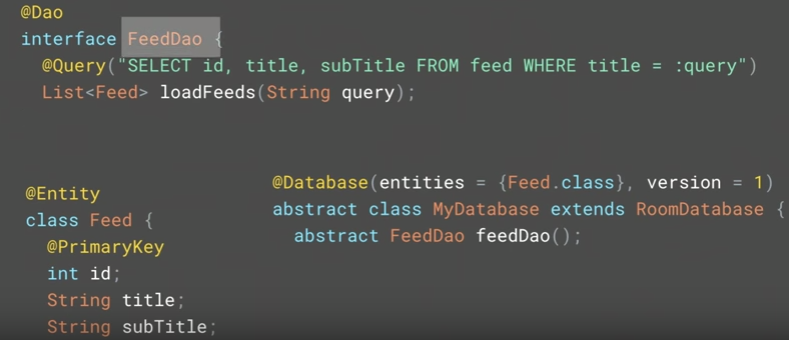 @Dao
interface FeedDao {
@Query("SELECT id, title, subTitle FROM feed WHERE title = :query")
List<Feed> loadFeeds(String query);
@Entity
class Feed {
@PrimaryKey
int id;
String title;
String subTitle;
@Database(entities = {Feed.class}, version = 1)
abstract class MyDatabase extends RoomDatabase {
abstract FeedDao feedDao();